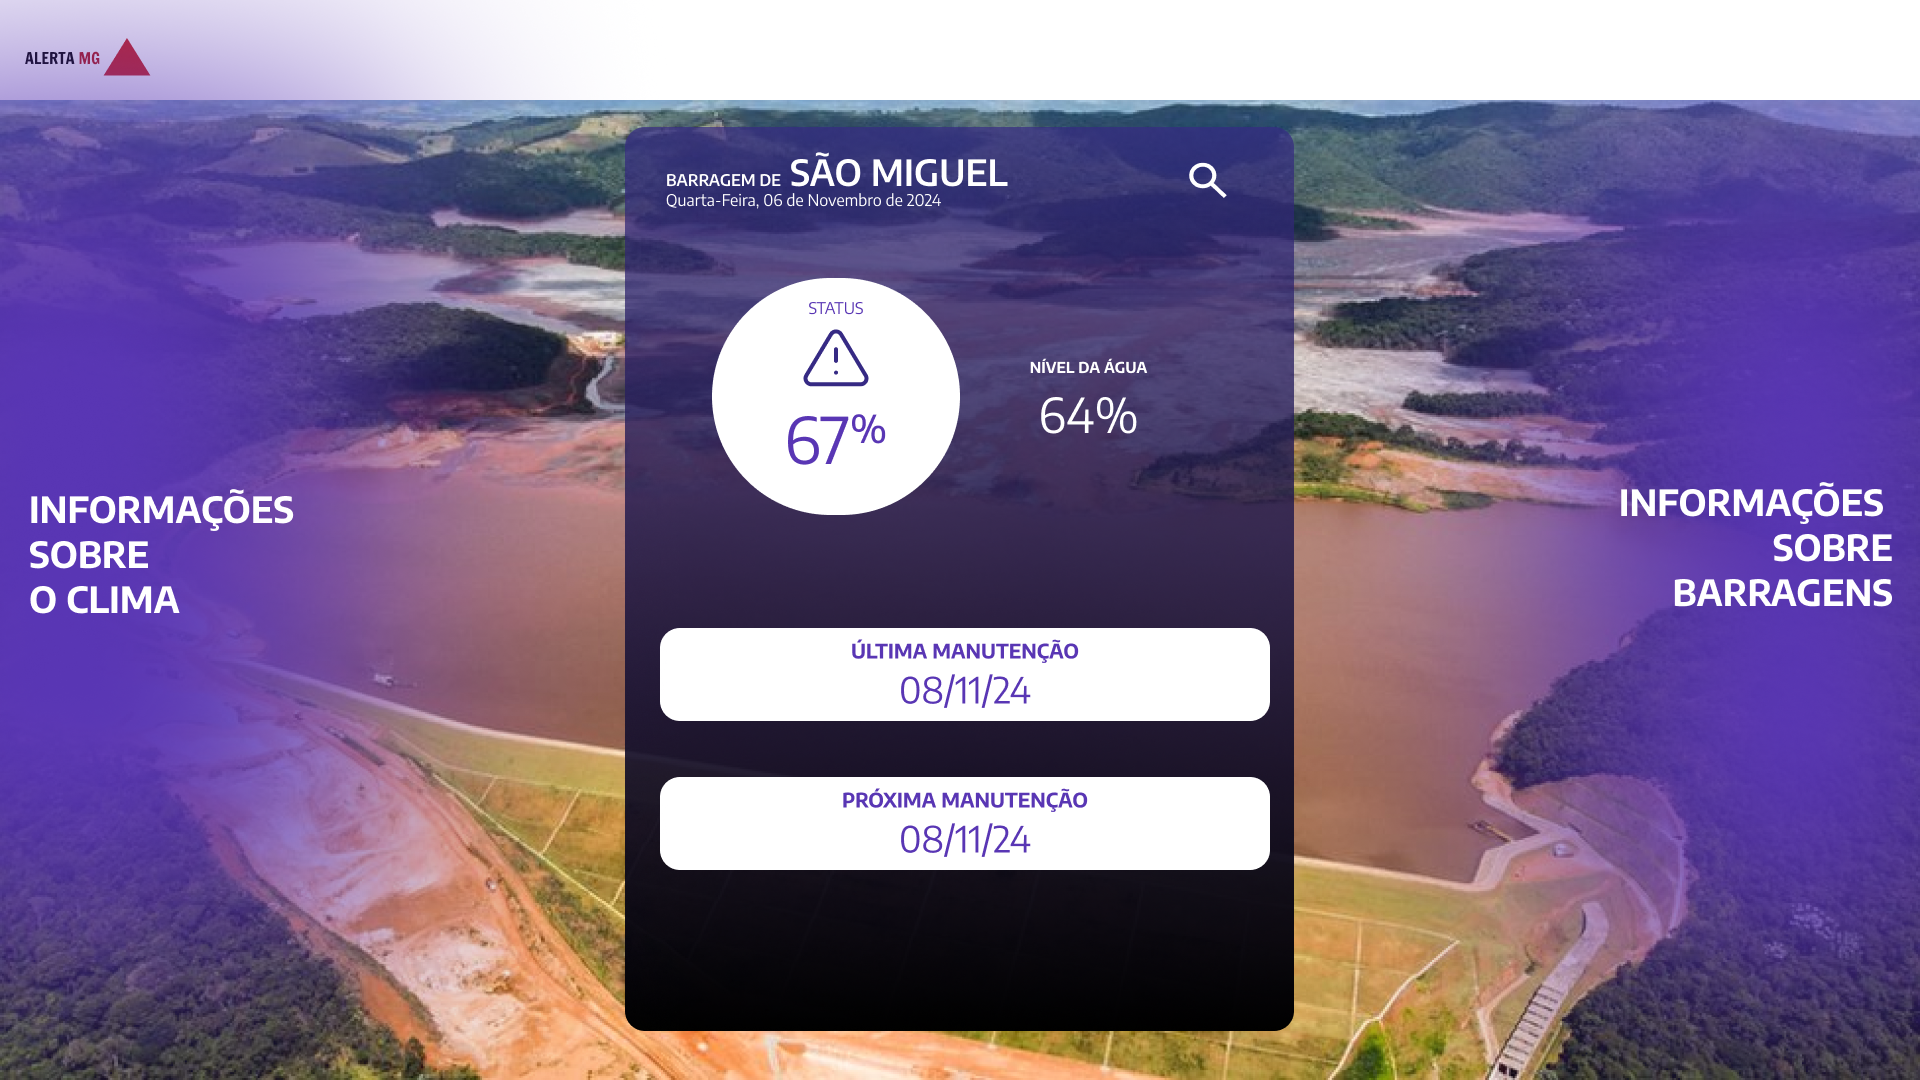 ALERTA MG
BARRAGEM DE SÃO MIGUEL
Quarta-Feira, 06 de Novembro de 2024
STATUS
67%
NÍVEL DA ÁGUA
64%
INFORMAÇÕES
SOBRE
O CLIMA
INFORMAÇÕES
SOBRE
BARRAGENS
ÚLTIMA MANUTENÇÃO
08/11/24
PRÓXIMA MANUTENÇÃO
08/11/24